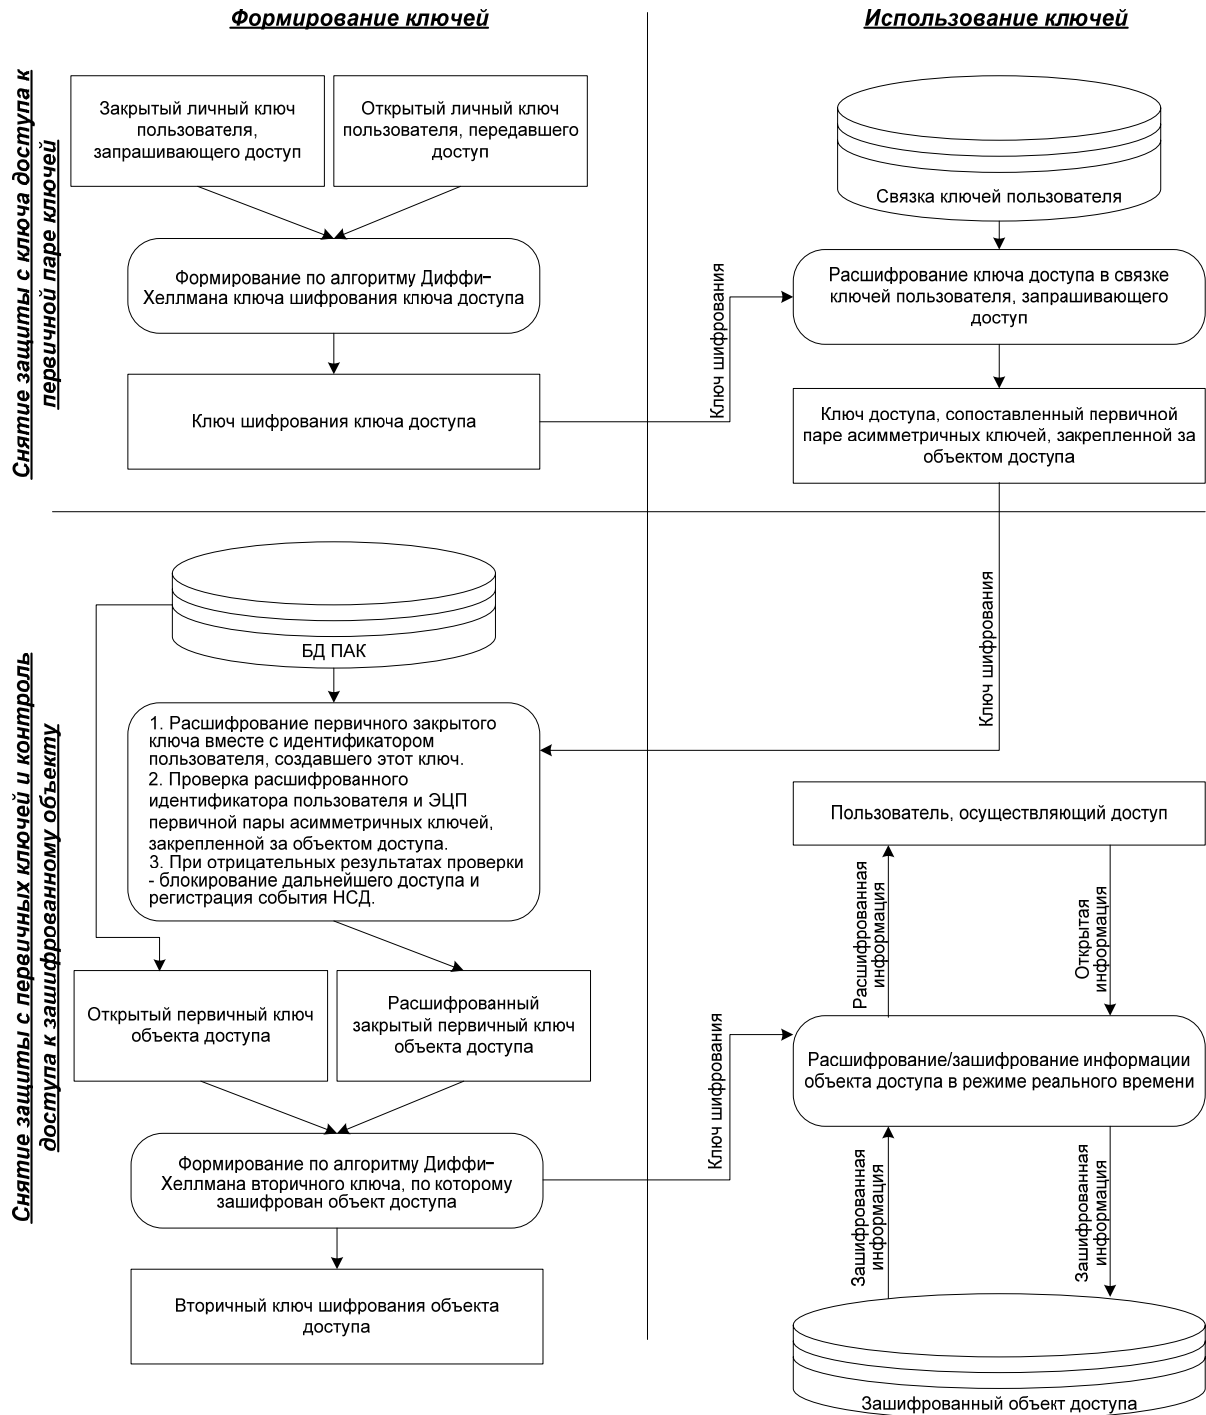 Формирование ключей
Использование ключей
Снятие защиты с ключа доступа к
первичной паре ключей
Закрытый личный ключ
пользователя,
запрашивающего доступ
Открытый личный ключ
пользователя, передавшего
доступ
Формирование по алгоритму Диффи–
Хеллмана ключа шифрования ключа доступа
Ключ шифрования ключа доступа
Ключ шифрования
Связка ключей пользователя
Расшифрование ключа доступа в связке
ключей пользователя, запрашивающего
доступ
Ключ доступа, сопоставленный первичной
паре асимметричных ключей, закрепленной за
объектом доступа
Ключ шифрования
Снятие защиты с первичных ключей и контроль
доступа к зашифрованному объекту
БД ПАК
1. Расшифрование первичного закрытого
ключа вместе с идентификатором
пользователя, создавшего этот ключ.
2. Проверка расшифрованного
идентификатора пользователя и ЭЦП
первичной пары асимметричных ключей,
закрепленной за объектом доступа.
3. При отрицательных результатах проверки
- блокирование дальнейшего доступа и
регистрация события НСД.
Открытый первичный ключ
объекта доступа
Расшифрованный
закрытый первичный ключ
объекта доступа
Формирование по алгоритму Диффи–
Хеллмана вторичного ключа, по которому
зашифрован объект доступа
Вторичный ключ шифрования объекта
доступа
Ключ шифрования
Пользователь, осуществляющий доступ
Расшифрованная
информация
Открытая
информация
Расшифрование/зашифрование информации
объекта доступа в режиме реального времени
Зашифрованная
информация
Зашифрованная
информация
Зашифрованный объект доступа